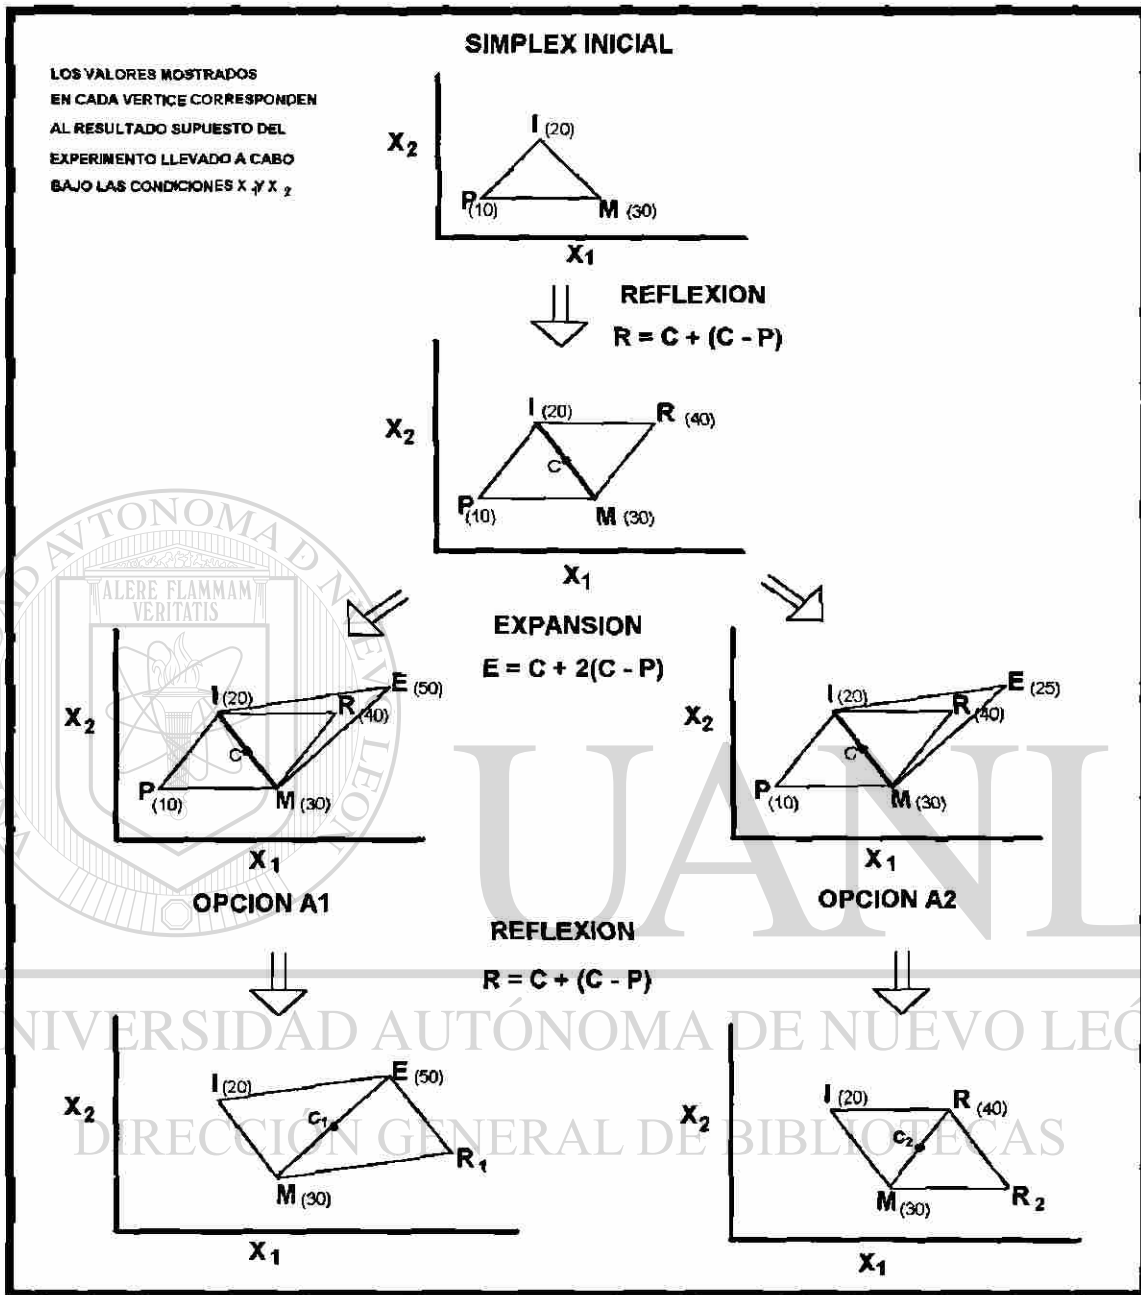 SIMPLEX INICIAL
LOS VALORES MOSTRADOS
EN CADA VERTICE CORRESPONDEN
AL RESULTADO SUPUESTO DEL
EXPERIMENTO LLEVADO A CABO
BAJO LAS CONDICIONES X 1 Y X 2
X2
I (20)
P (10)
M (30)
X1
REFLEXION
R = C + (C - P)
X2
I (20)
R (40)
C
P (10)
M (30)
X1
EXPANSION
E = C + 2(C - P)
X2
I (20)
E (50)
R (40)
C
P (10)
M (30)
X1
OPCION A1
X2
I (20)
E (25)
R (40)
C
P (10)
M (30)
X1
OPCION A2
REFLEXION
R = C + (C - P)
X2
I (20)
E (50)
C1
R1
M (30)
X1
X2
I (20)
R (40)
C2
M (30)
R2
X1
ALERE FLAMMAM
VERITATIS
UANL
UNIVERSIDAD AUTÓNOMA DE NUEVO LEÓN
DIRECCIÓN GENERAL DE BIBLIOTECAS